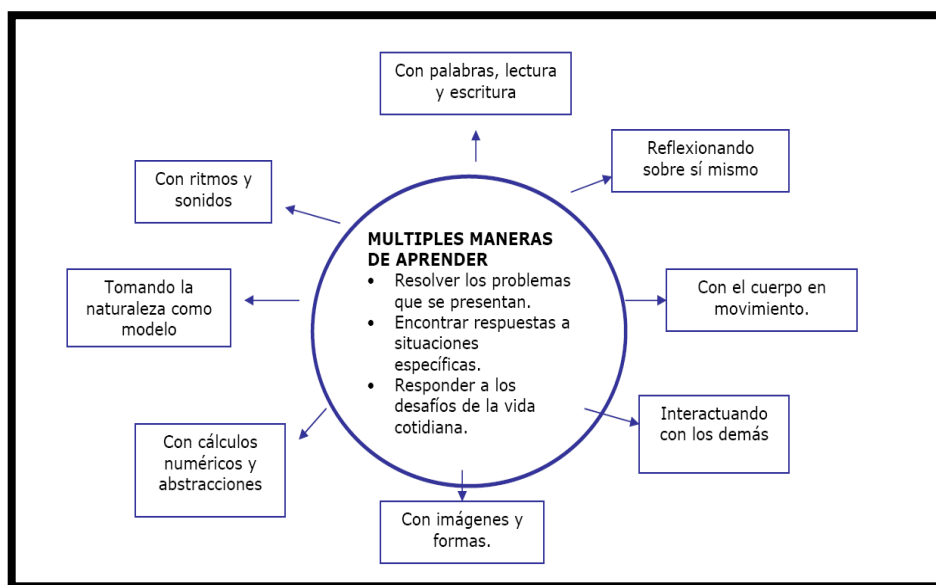 Con palabras, lectura
y escritura
Reflexionando
sobre sí mismo
Con ritmos y
sonidos
MULTIPLES MANERAS
DE APRENDER
• Resolver los problemas
que se presentan.
• Encontrar respuestas a
situaciones
específicas.
• Responder a los
desafíos de la vida
cotidiana.
Tomando la
naturaleza como
modelo
Con el cuerpo en
movimiento.
Con cálculos
numéricos y
abstracciones
Interactuando
con los demás
Con imágenes y
formas.